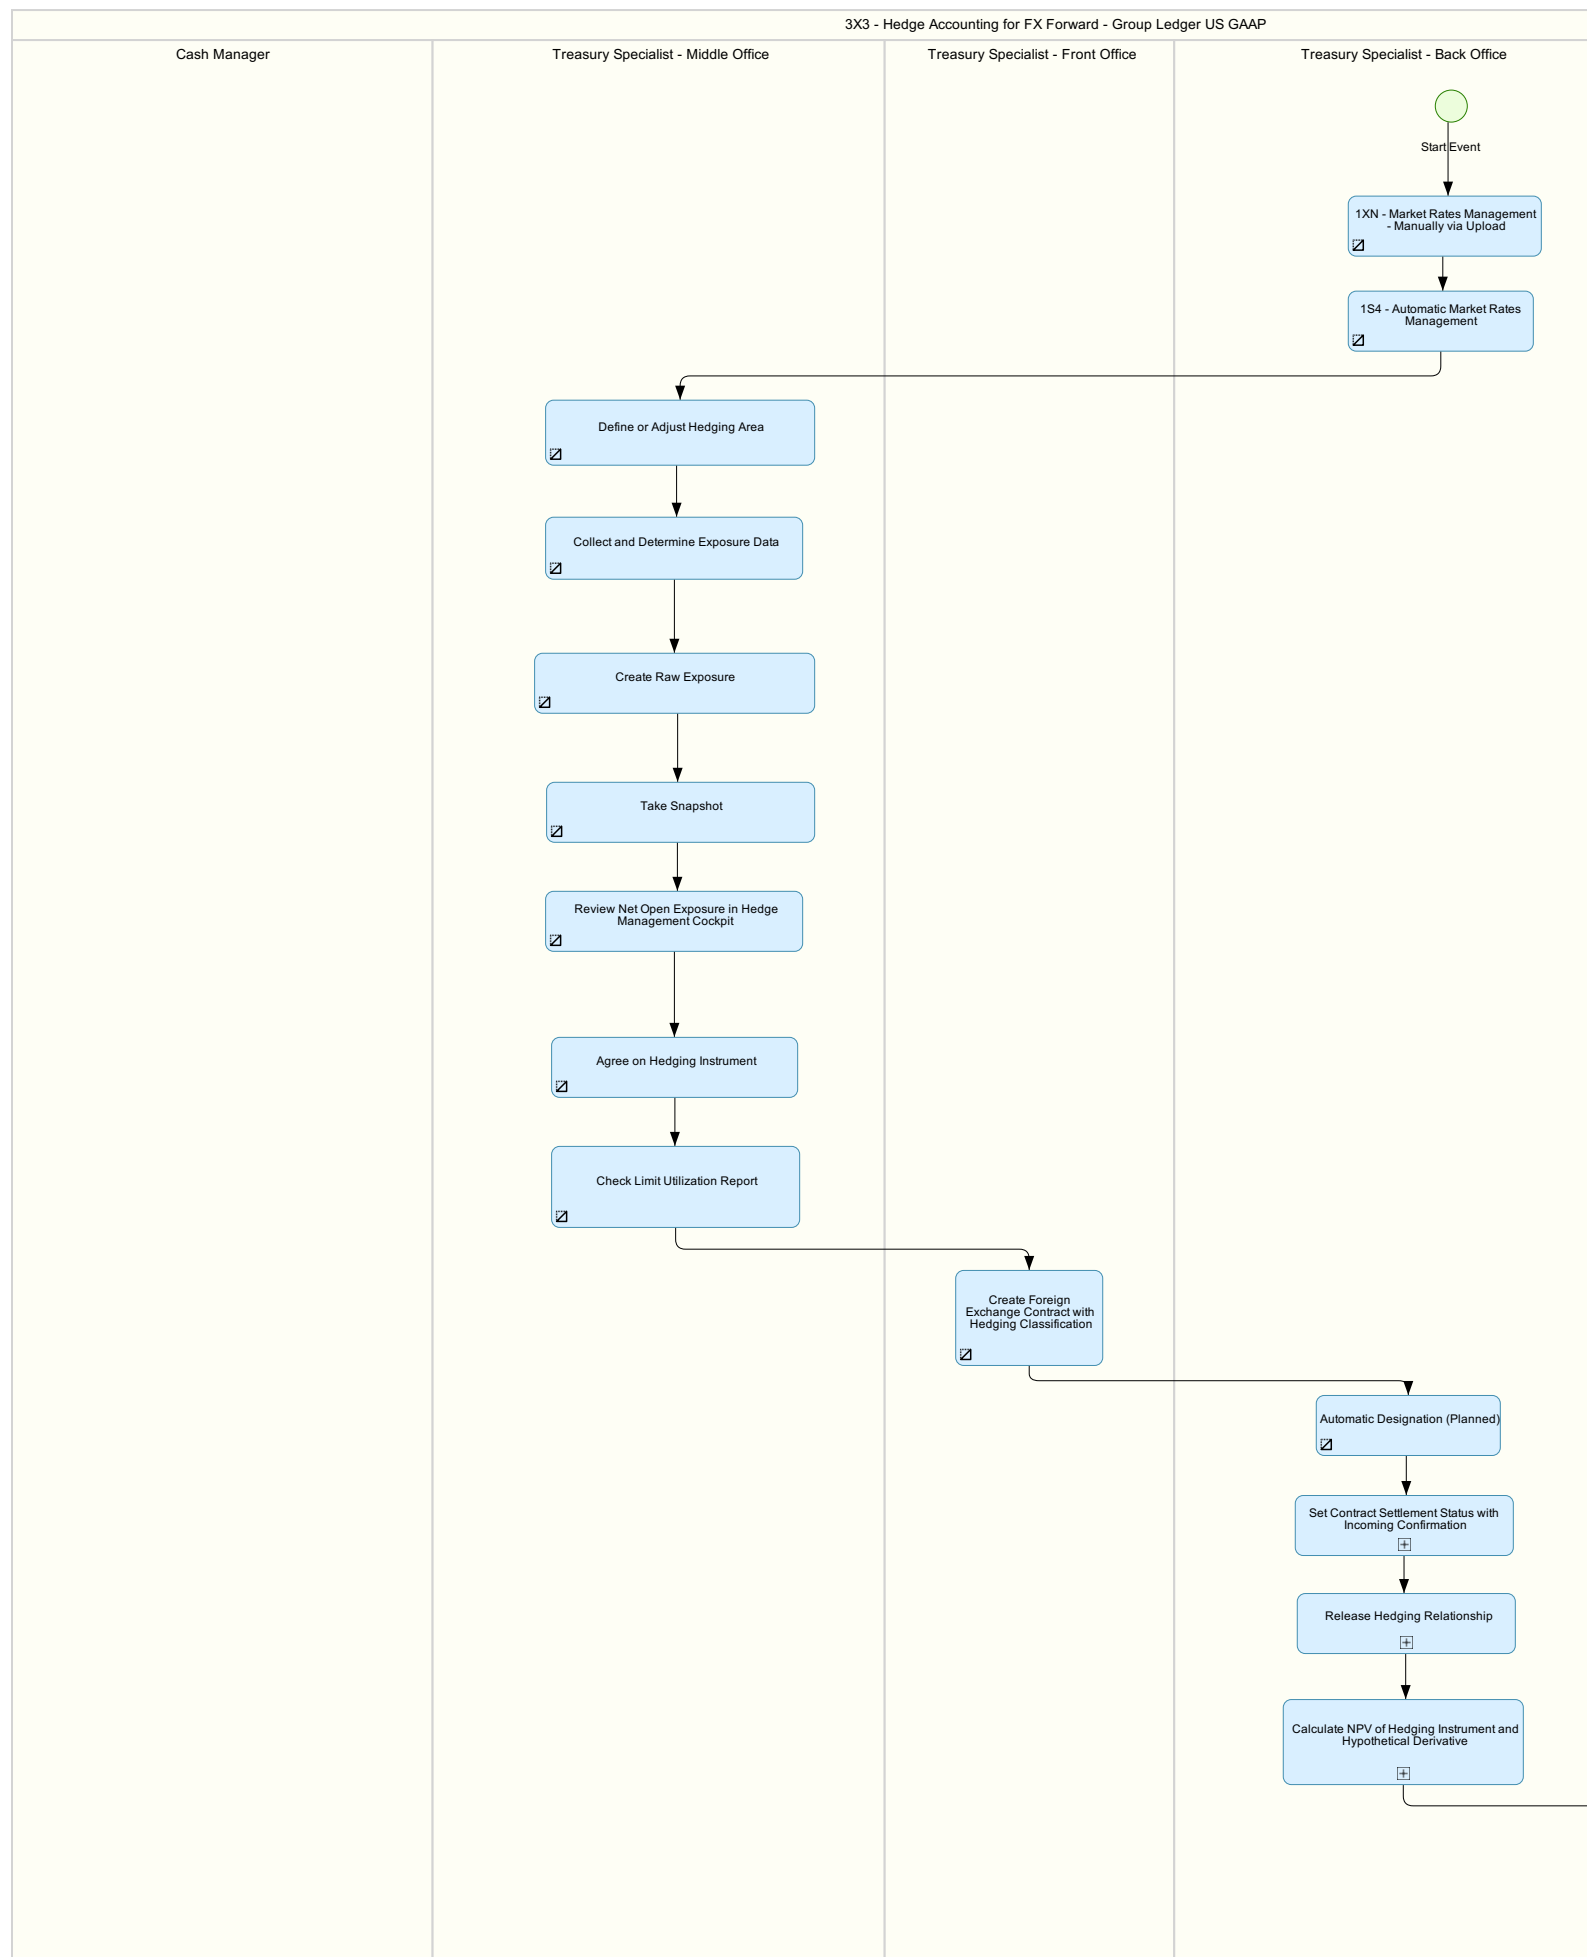 3X3 - Hedge Accounting for FX Forward - Group Ledger US GAAP
Cash Manager
Treasury Specialist - Middle Office
Treasury Specialist - Front Office
Treasury Specialist - Back Office
Start Event
1XN - Market Rates Management
- Manually via Upload
1S4 - Automatic Market Rates
Management
Define or Adjust Hedging Area
Collect and Determine Exposure Data
Create Raw Exposure
Take Snapshot
Review Net Open Exposure in Hedge
Management Cockpit
Agree on Hedging Instrument
Check Limit Utilization Report
Create Foreign
Exchange Contract with
Hedging Classification
Automatic Designation (Planned)
Set Contract Settlement Status with
Incoming Confirmation
Release Hedging Relationship
Calculate NPV of Hedging Instrument and
Hypothetical Derivative